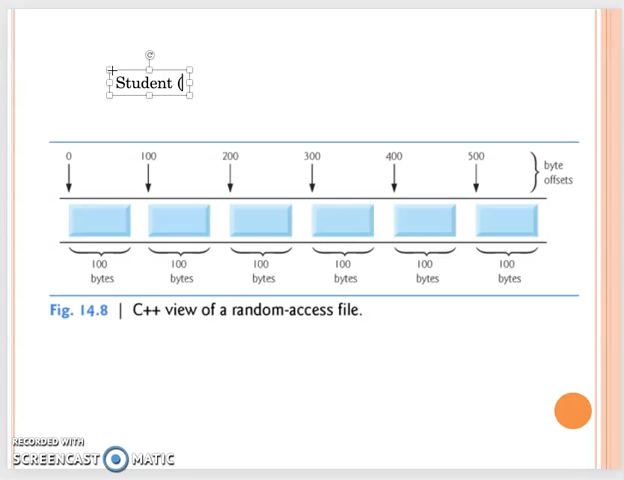 Student (
0 100 200 300 400 500 byte
offsets
100 100 100 100 100 100
bytes bytes bytes bytes bytes bytes
Fig. 14.8 | C++ view of a random-access file.
RECORDED WITH
SCREENCAST MATIC